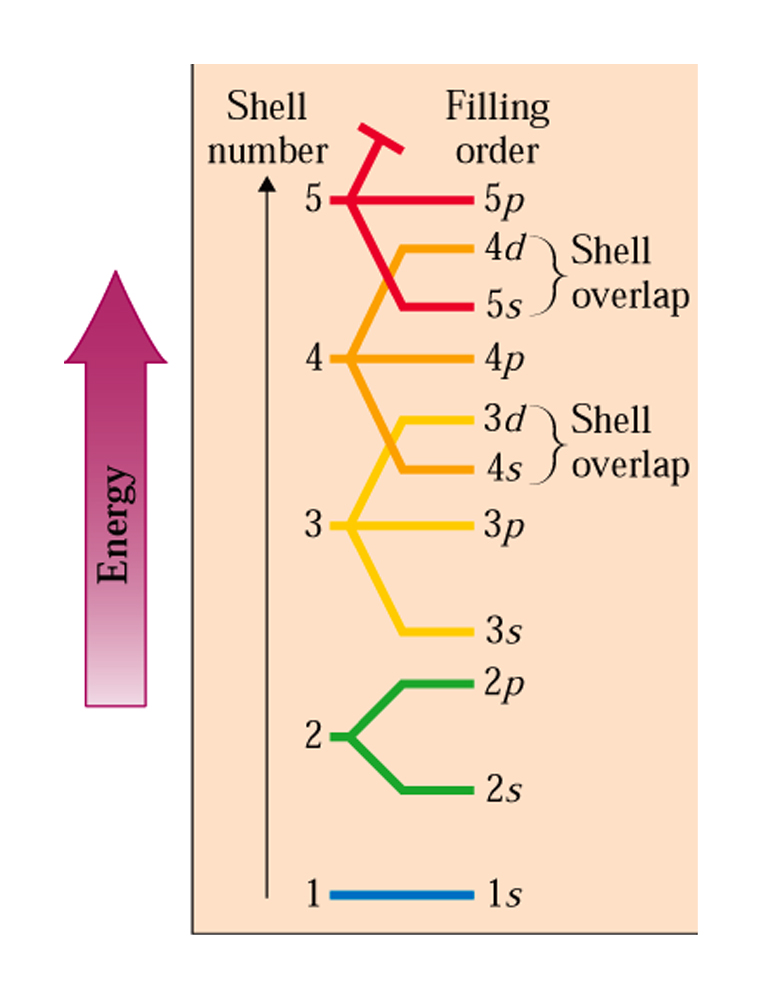 Shell
number
Filling
order
5
5p
4d
5s
Shell
overlap
4
4p
3d
4s
Shell
overlap
3
3p
3s
2p
2
2s
1
1s
Energy